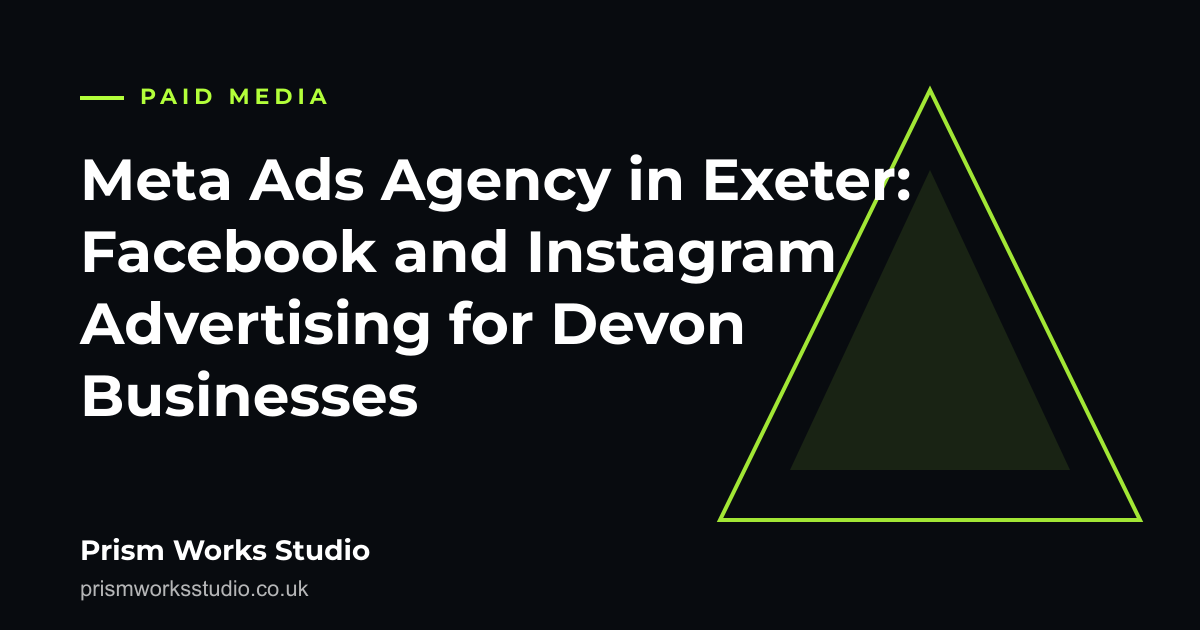 PAID MEDIA
Meta Ads Agency in Exeter:
Facebook and Instagram
Advertising for Devon
Businesses
Prism Works Studio
prismworksstudio.co.uk